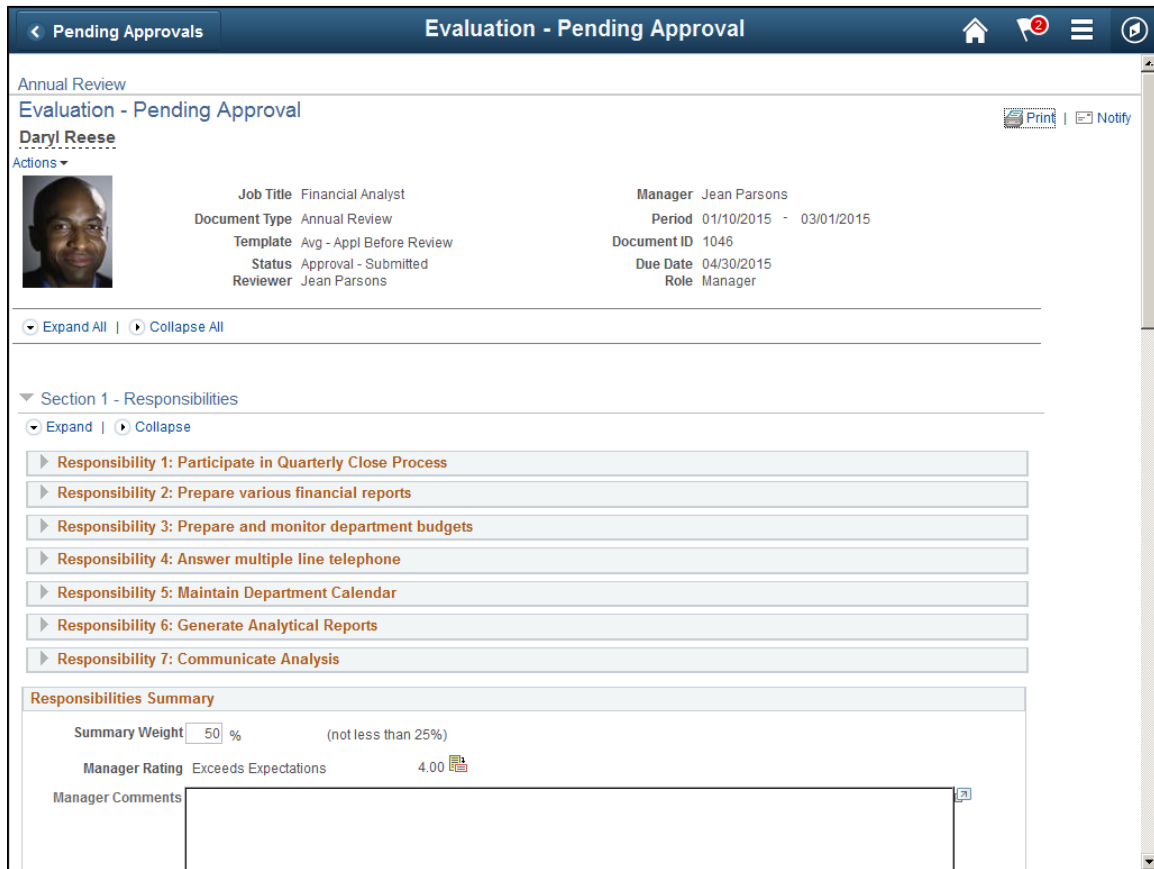 Pending Approvals Evaluation - Pending Approval 2
Annual Review
Evaluation - Pending Approval
Print | Notify
Daryl Reese
Actions
Job Title Financial Analyst Manager Jean Parsons
Document Type Annual Review Period 01/10/2015 - 03/01/2015
Template Avg - Appl Before Review Document ID 1046
Status Approval - Submitted Due Date 04/30/2015
Reviewer Jean Parsons Role Manager
Expand All | Collapse All
Section 1 - Responsibilities
Expand | Collapse
Responsibility 1: Participate in Quarterly Close Process
Responsibility 2: Prepare various financial reports
Responsibility 3: Prepare and monitor department budgets
Responsibility 4: Answer multiple line telephone
Responsibility 5: Maintain Department Calendar
Responsibility 6: Generate Analytical Reports
Responsibility 7: Communicate Analysis
Responsibilities Summary
Summary Weight 50 % (not less than 25%)
Manager Rating Exceeds Expectations 4.00
Manager Comments